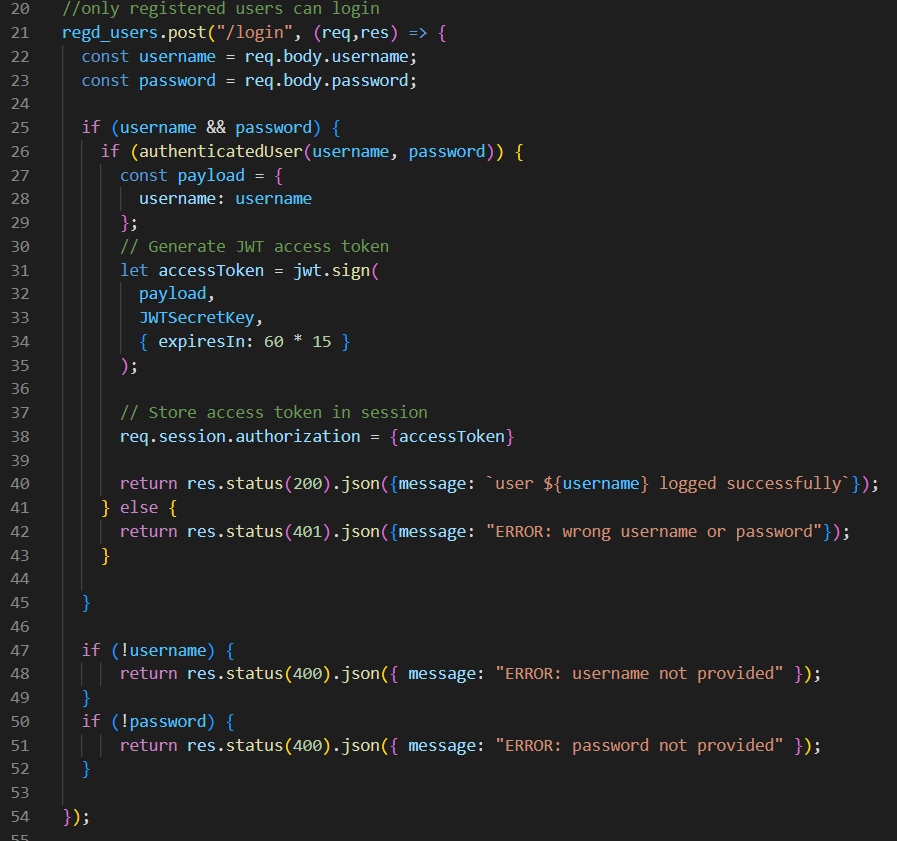 20 //only registered users can login
21 regd_users.post("/login", (req,res) => {
22 const username = req.body.username;
23 const password = req.body.password;
24
25 if (username && password) {
26 if (authenticatedUser(username, password)) {
27 const payload = {
28 username: username
29 };
30 // Generate JWT access token
31 let accessToken = jwt.sign(
32 payload,
33 JWTSecretKey,
34 { expiresIn: 60 * 15 }
35 );
36
37 // Store access token in session
38 req.session.authorization = {accessToken}
39
40 return res.status(200).json({message: `user ${username} logged successfully`});
41 } else {
42 return res.status(401).json({message: "ERROR: wrong username or password"});
43 }
44
45 }
46
47 if (!username) {
48 return res.status(400).json({ message: "ERROR: username not provided" });
49 }
50 if (!password) {
51 return res.status(400).json({ message: "ERROR: password not provided" });
52 }
53
54 });
55